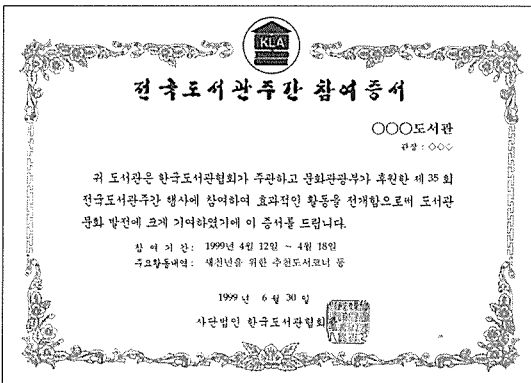 KLA
전국도서관주간 참여증서
○○○도서관
관장 : ◇◇◇
귀 도서관은 한국도서관협회가 주관하고 문화관광부가 후원한 제 35 회
전국도서관주간 행사에 참여하여 효과적인 활동을 전개함으로써 도서관
문화 발전에 크게 기여하였기에 이 증서를 드립니다.
참 여 기 간 : 1999년 4월 12일 ~ 4월 18일
주요활동내역 : 새천년을 위한 추천도서코너 등
1999 년 6 월 30 일
사단법인 한국도서관협회